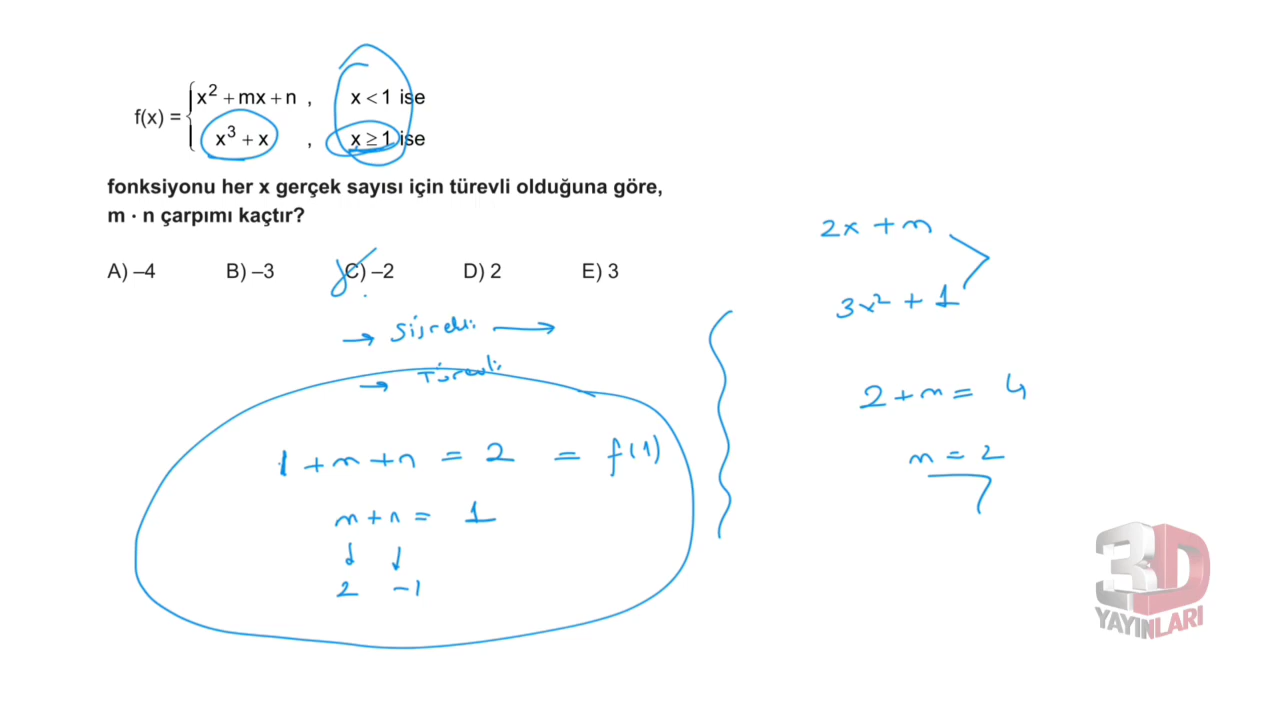 f(x) = { x² + mx + n , x < 1 ise
x³ + x , x ≥ 1 ise
fonksiyonu her x gerçek sayısı için türevli olduğuna göre,
m · n çarpımı kaçtır?
A) –4 B) –3 C) –2 D) 2 E) 3
→ Sürekli →
→ Türevli
1 + m + n = 2 = f(1)
m + n = 1
↓ ↓
2 -1
2x + m
3x² + 1
2 + m = 4
m = 2
3D
YAYINLARI